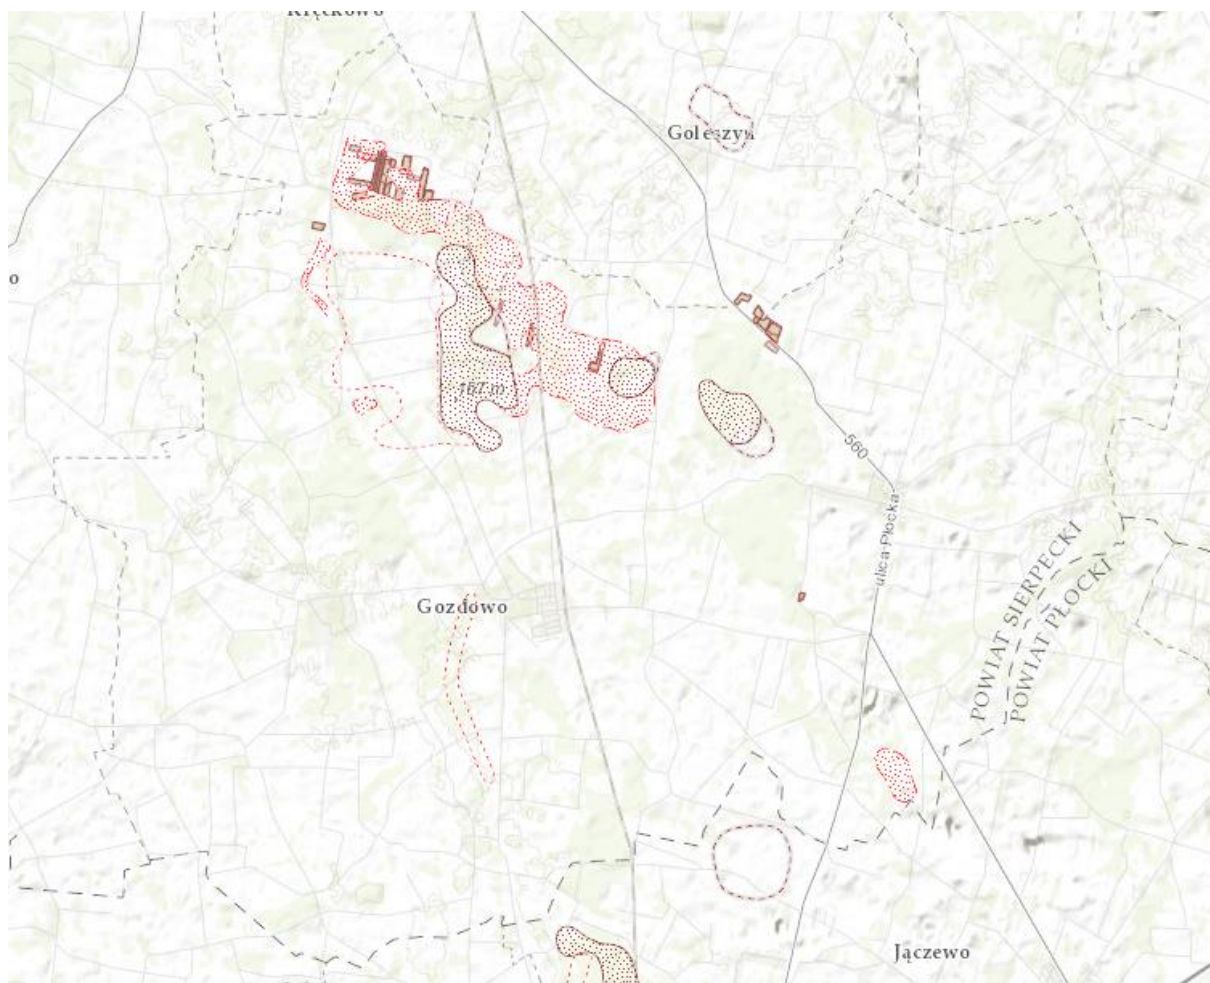 Goleszyn
o
167 m
560
ulica Płocka
Gozdowo
POWIAT SIERPECKI
POWIAT PŁOCKI
Jączewo